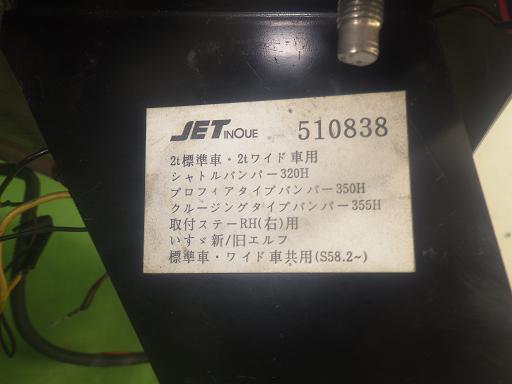 JET INOUE 510838
2t標準車・2tワイド車用
シャトルバンパー320H
プロフィアタイプバンパー350H
クルージングタイプバンパー355H
取付ステーRH(右)用
いすゞ新/旧エルフ
標準車・ワイド車共用(S58.2~)